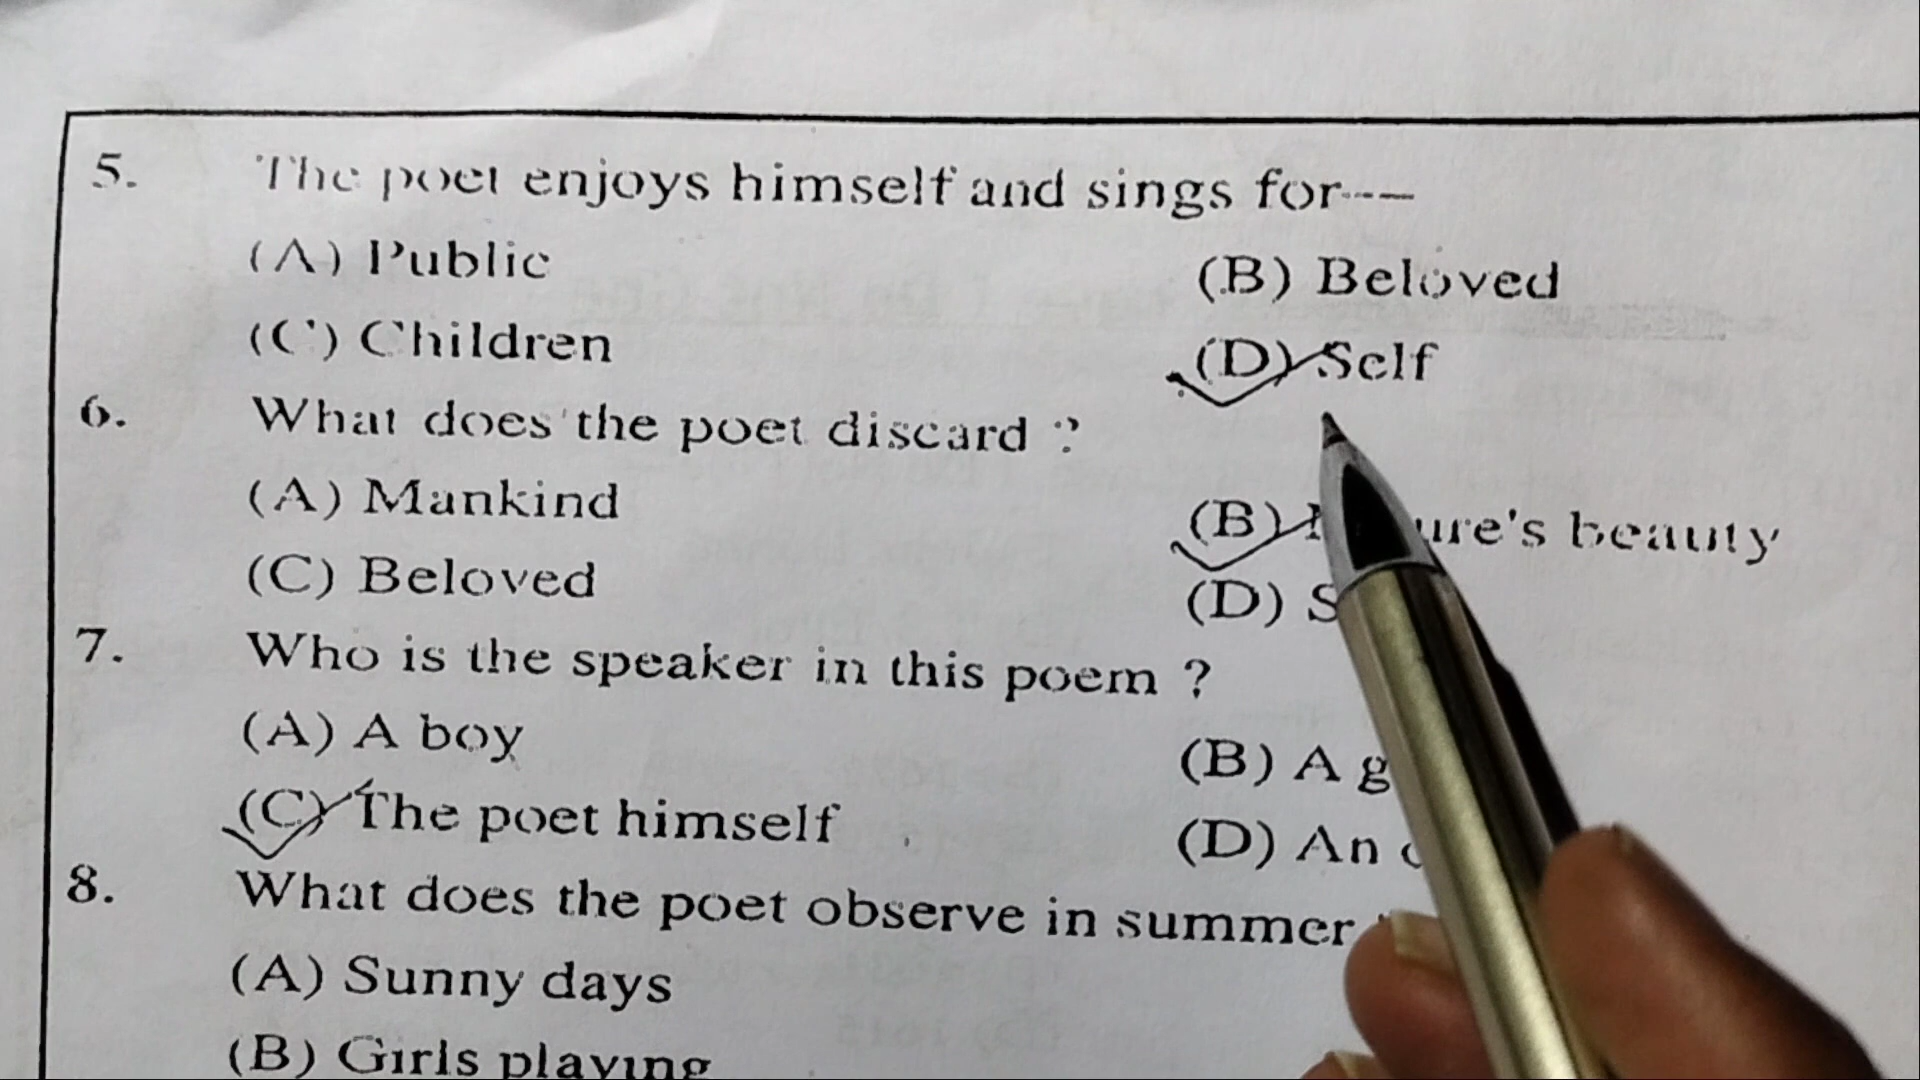 5. The poet enjoys himself and sings for----
(A) Public (B) Beloved
(C) Children (D) Self
6. What does the poet discard ?
(A) Mankind (B) beauty
(C) Beloved (D)
7. Who is the speaker in this poem ?
(A) A boy (B) A
(C) The poet himself (D) An
8. What does the poet observe in summer
(A) Sunny days
(B) Girls playing